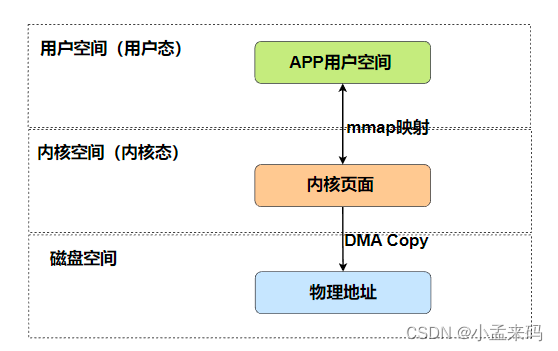 用户空间（用户态）
APP用户空间
mmap映射
内核空间（内核态）
内核页面
DMA Copy
磁盘空间
物理地址
CSDN @小孟来码